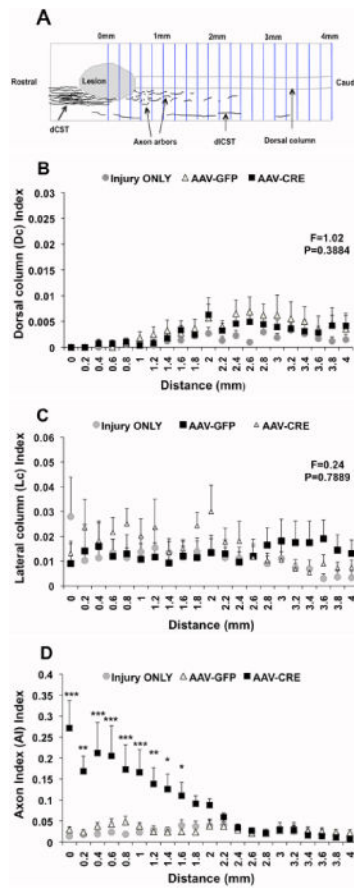 A
0mm 1mm 2mm 3mm 4mm
Rostral Lesion Caud
dCST Axon arbors dlCST Dorsal column
B
Injury ONLY AAV-GFP AAV-CRE
Dorsal column (Dc) Index
0.03
0.025
0.02
0.015
0.01
0.005
0
F=1.02
P=0.3884
0 0.2 0.4 0.6 0.8 1 1.2 1.4 1.6 1.8 2 2.2 2.4 2.6 2.8 3 3.2 3.4 3.6 3.8 4
Distance (mm)
C
Injury ONLY AAV-GFP AAV-CRE
Lateral column (Lc) Index
0.06
0.05
0.04
0.03
0.02
0.01
0
F=0.24
P=0.7889
0 0.2 0.4 0.6 0.8 1 1.2 1.4 1.6 1.8 2 2.2 2.4 2.6 2.8 3 3.2 3.4 3.6 3.8 4
Distance (mm)
D
Injury ONLY AAV-GFP AAV-CRE
Axon Index (AI) Index
0.4
0.35
0.3
0.25
0.2
0.15
0.1
0.05
0
*** ** *** *** *** *** ** * *
0 0.2 0.4 0.6 0.8 1 1.2 1.4 1.6 1.8 2 2.2 2.4 2.6 2.8 3 3.2 3.4 3.6 3.8 4
Distance (mm)